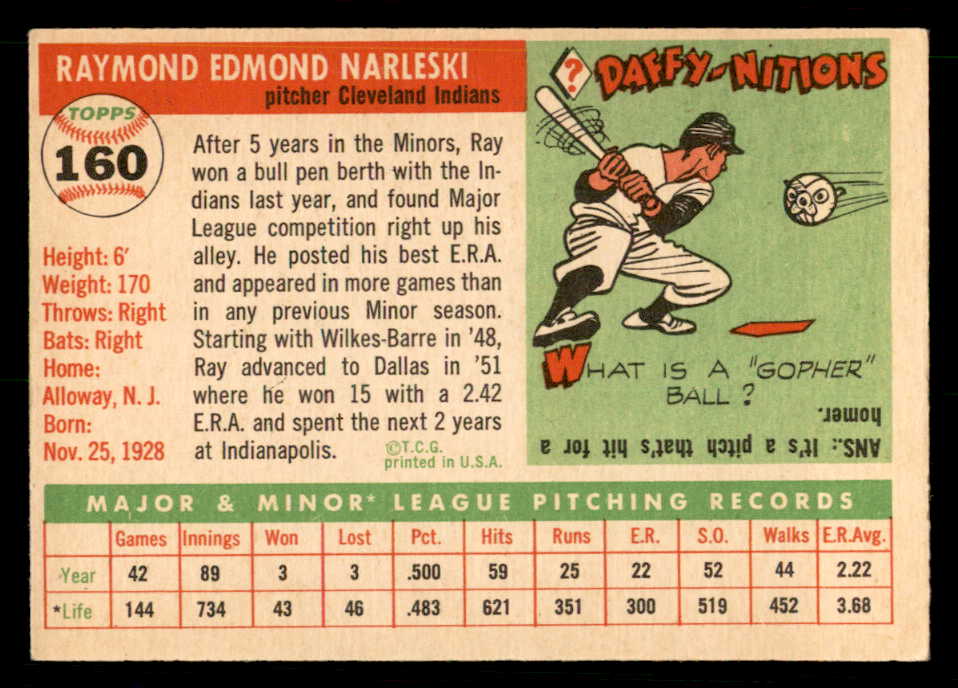 RAYMOND EDMOND NARLESKI
pitcher Cleveland Indians
TOPPS
160
Height: 6′
Weight: 170
Throws: Right
Bats: Right
Home:
Alloway, N. J.
Born:
Nov. 25, 1928
After 5 years in the Minors, Ray
won a bull pen berth with the In-
dians last year, and found Major
League competition right up his
alley. He posted his best E.R.A.
and appeared in more games than
in any previous Minor season.
Starting with Wilkes-Barre in '48,
Ray advanced to Dallas in '51
where he won 15 with a 2.42
E.R.A. and spent the next 2 years
at Indianapolis.
©T.C.G.
printed in U.S.A.
? DAFFY-NITIONS
WHAT IS A "GOPHER"
BALL?
ANS.: It's a pitch that's hit for a
homer.
MAJOR & MINOR* LEAGUE PITCHING RECORDS
Games Innings Won Lost Pct. Hits Runs E.R. S.O. Walks E.R.Avg.
Year 42 89 3 3 .500 59 25 22 52 44 2.22
*Life 144 734 43 46 .483 621 351 300 519 452 3.68